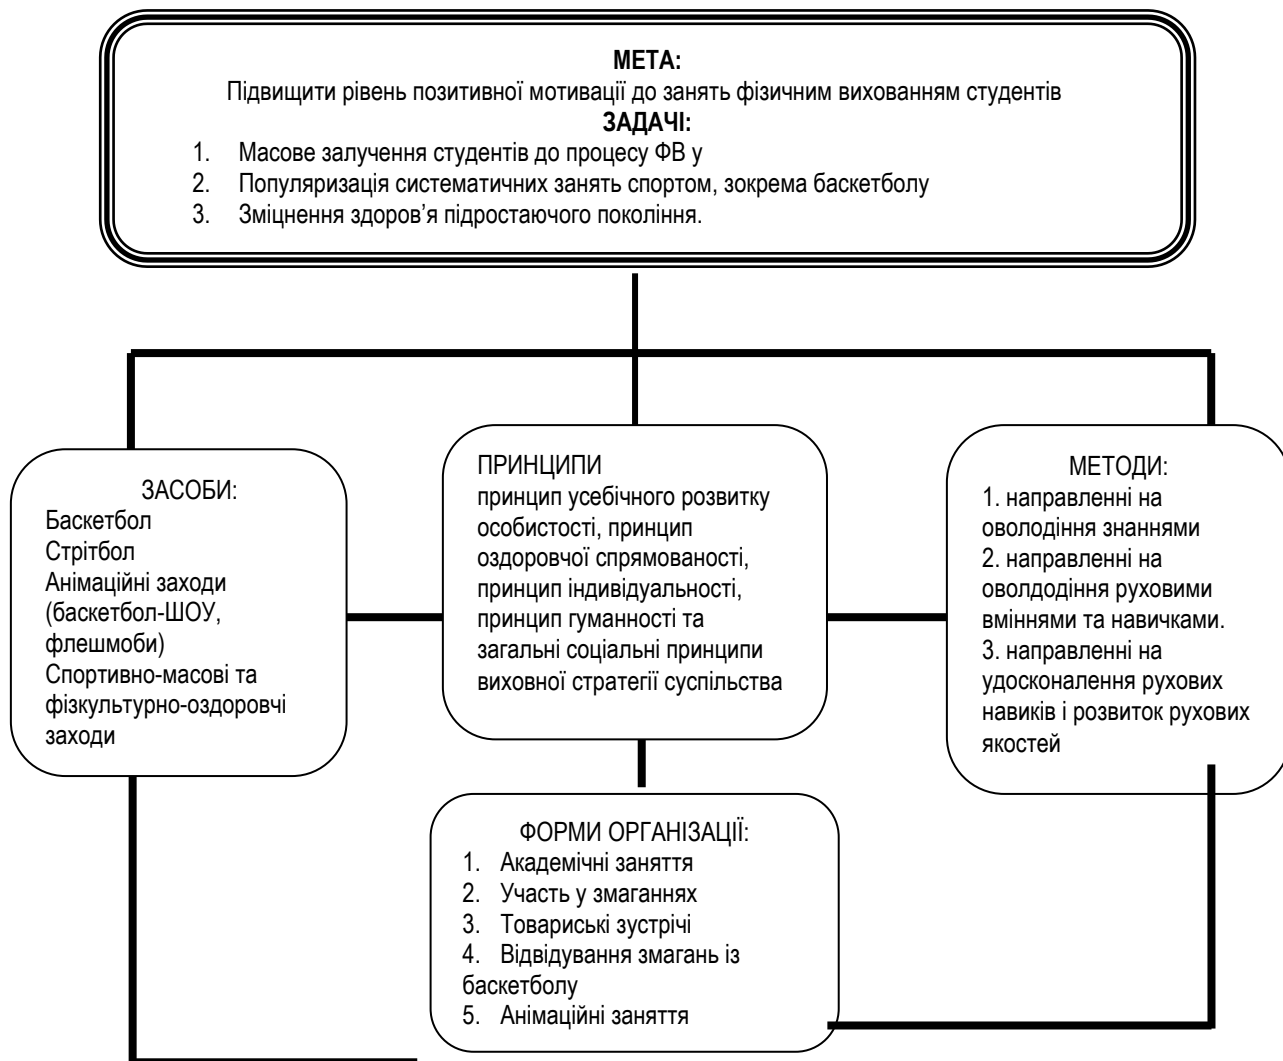 МЕТА:
Підвищити рівень позитивної мотивації до занять фізичним вихованням студентів
ЗАДАЧІ:
1. Масове залучення студентів до процесу ФВ у
2. Популяризація систематичних занять спортом, зокрема баскетболу
3. Зміцнення здоров’я підростаючого покоління.
ЗАСОБИ:
Баскетбол
Стрітбол
Анімаційні заходи
(баскетбол-ШОУ,
флешмоби)
Спортивно-масові та
фізкультурно-оздоровчі
заходи
ПРИНЦИПИ
принцип усебічного розвитку
особистості, принцип
оздоровчої спрямованості,
принцип індивідуальності,
принцип гуманності та
загальні соціальні принципи
виховної стратегії суспільства
МЕТОДИ:
1. направленні на
оволодіння знаннями
2. направленні на
оволдодіння руховими
вміннями та навичками.
3. направленні на
удосконалення рухових
навиків і розвиток рухових
якостей
ФОРМИ ОРГАНІЗАЦІЇ:
1. Академічні заняття
2. Участь у змаганнях
3. Товариські зустрічі
4. Відвідування змагань із
баскетболу
5. Анімаційні заняття